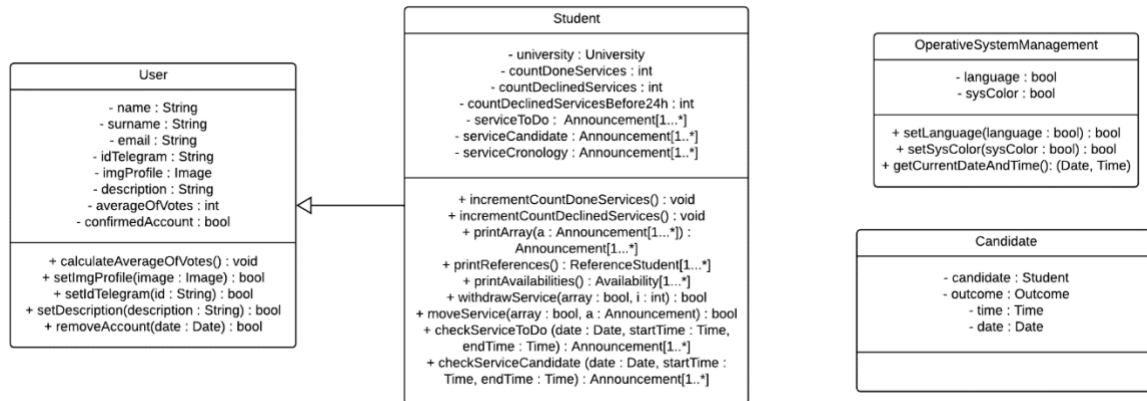 User
- name : String
- surname : String
- email : String
- idTelegram : String
- imgProfile : Image
- description : String
- averageOfVotes : int
- confirmedAccount : bool
+ calculateAverageOfVotes() : void
+ setImgProfile(image : Image) : bool
+ setIdTelegram(id : String) : bool
+ setDescription(description : String) : bool
+ removeAccount(date : Date) : bool
Student
- university : University
- countDoneServices : int
- countDeclinedServices : int
- countDeclinedServicesBefore24h : int
- serviceToDo :  Announcement[1...*]
- serviceCandidate : Announcement[1..*]
- serviceCronology : Announcement[1..*]
+ incrementCountDoneServices() : void
+ incrementCountDeclinedServices() : void
+ printArray(a : Announcement[1...*]) :
Announcement[1...*]
+ printReferences() : ReferenceStudent[1...*]
+ printAvailabilities() : Availability[1...*]
+ withdrawService(array : bool, i : int) : bool
+ moveService(array : bool, a : Announcement) : bool
+ checkServiceToDo (date : Date, startTime : Time,
endTime : Time) : Announcement[1...*]
+ checkServiceCandidate (date : Date, startTime :
Time, endTime : Time) : Announcement[1..*]
OperativeSystemManagement
- language : bool
- sysColor : bool
+ setLanguage(language : bool) : bool
+ setSysColor(sysColor : bool) : bool
+ getCurrentDateAndTime(): (Date, Time)
Candidate
- candidate : Student
- outcome : Outcome
- time : Time
- date : Date